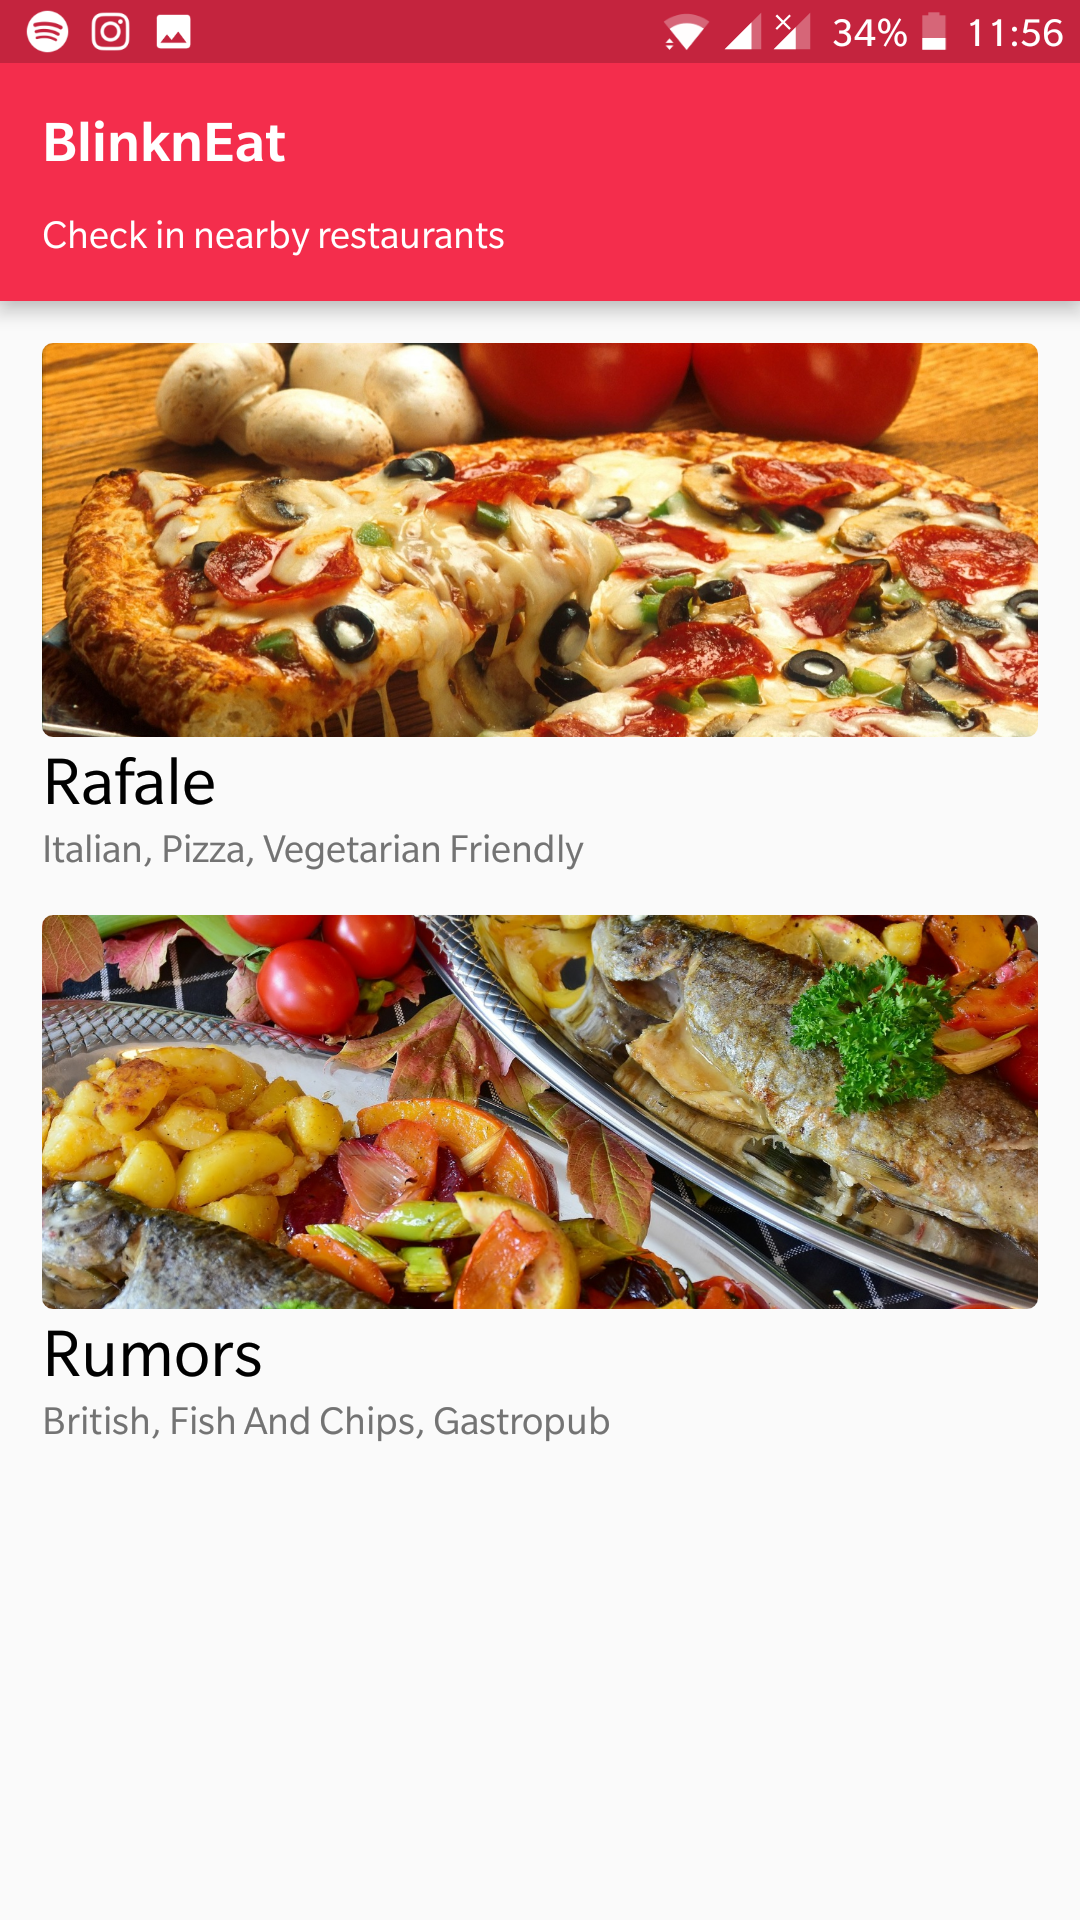 34% 11:56
BlinknEat
Check in nearby restaurants
Rafale
Italian, Pizza, Vegetarian Friendly
Rumors
British, Fish And Chips, Gastropub